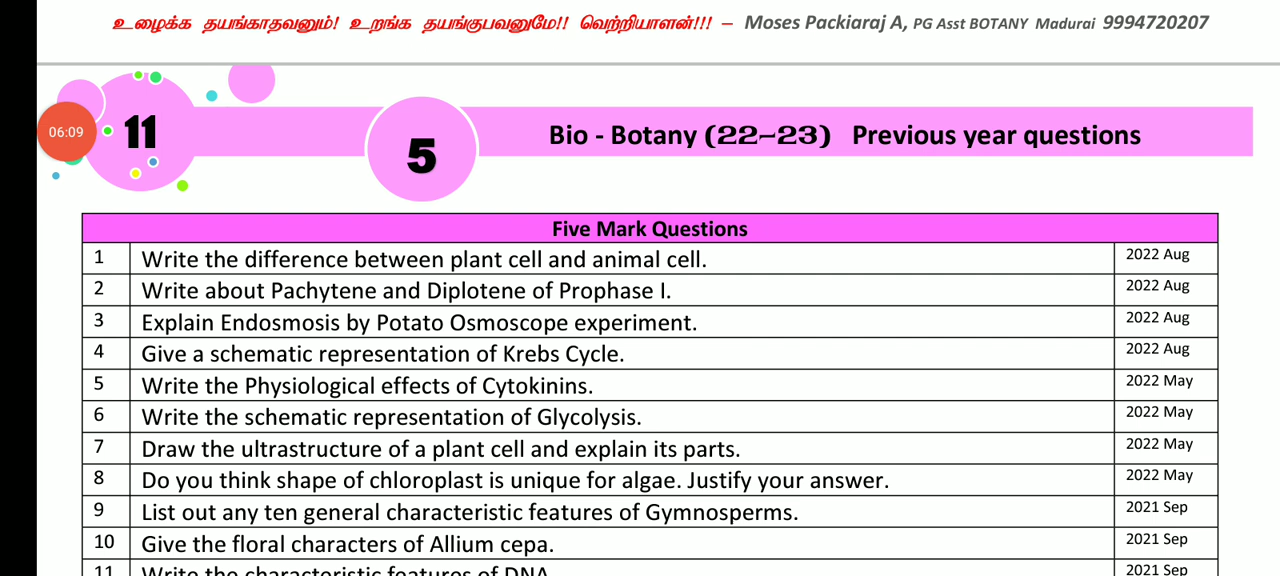 உழைக்க தயங்காதவனும்! உறங்க தயங்குபவனுமே!! வெற்றியாளன்!!! – Moses Packiaraj A, PG Asst BOTANY Madurai 9994720207
06:09
11
5
Bio - Botany (22-23) Previous year questions
Five Mark Questions
1 Write the difference between plant cell and animal cell. 2022 Aug
2 Write about Pachytene and Diplotene of Prophase I. 2022 Aug
3 Explain Endosmosis by Potato Osmoscope experiment. 2022 Aug
4 Give a schematic representation of Krebs Cycle. 2022 Aug
5 Write the Physiological effects of Cytokinins. 2022 May
6 Write the schematic representation of Glycolysis. 2022 May
7 Draw the ultrastructure of a plant cell and explain its parts. 2022 May
8 Do you think shape of chloroplast is unique for algae. Justify your answer. 2022 May
9 List out any ten general characteristic features of Gymnosperms. 2021 Sep
10 Give the floral characters of Allium cepa. 2021 Sep
11 Write the characteristic features of DNA 2021 Sep